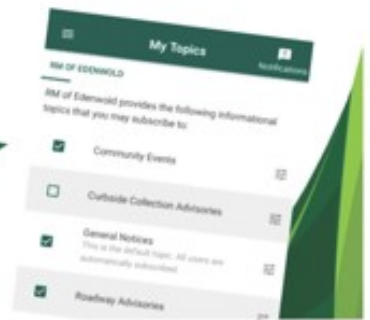 My Topics
Notifications
RM OF EDENWOLD
RM of Edenwold provides the following informational
topics that you may subscribe to:
Community Events
Curbside Collection Advisories
General Notices
This is the default topic. All users are
automatically subscribed.
Roadway Advisories